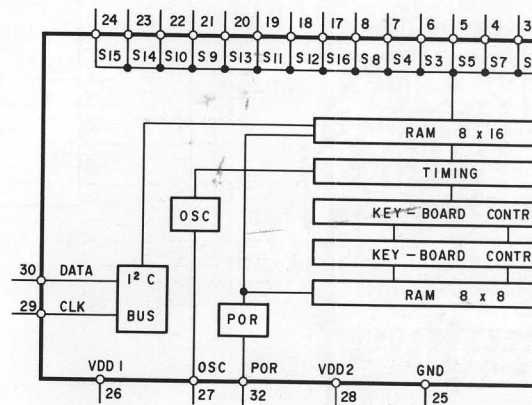 24 23 22 21 20 19 18 17 8 7 6 5 4 3
S15 S14 S10 S9 S13 S11 S12 S16 S8 S4 S3 S5 S7 S
RAM 8 x 16
TIMING
OSC
KEY-BOARD CONTR
KEY-BOARD CONTR
30 DATA
I² C
RAM 8 x 8
29 CLK
BUS
POR
VDD1 OSC POR VDD2 GND
26 27 32 28 25